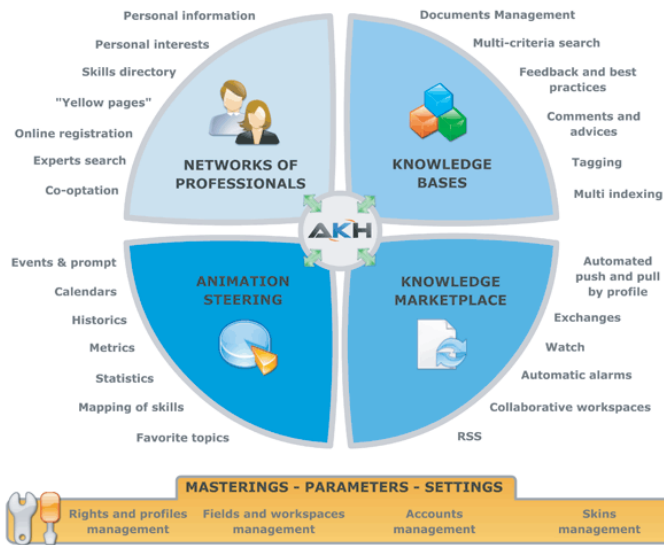 Personal information
Personal interests
Skills directory
"Yellow pages"
Online registration
Experts search
Co-optation
NETWORKS OF
PROFESSIONALS
Documents Management
Multi-criteria search
Feedback and best
practices
Comments and
advices
Tagging
Multi indexing
KNOWLEDGE
BASES
AKH
Events & prompt
Calendars
Historics
Metrics
Statistics
Mapping of skills
Favorite topics
ANIMATION
STEERING
KNOWLEDGE
MARKETPLACE
Automated
push and pull
by profile
Exchanges
Watch
Automatic alarms
Collaborative workspaces
RSS
MASTERINGS - PARAMETERS - SETTINGS
Rights and profiles
management
Fields and workspaces
management
Accounts
management
Skins
management